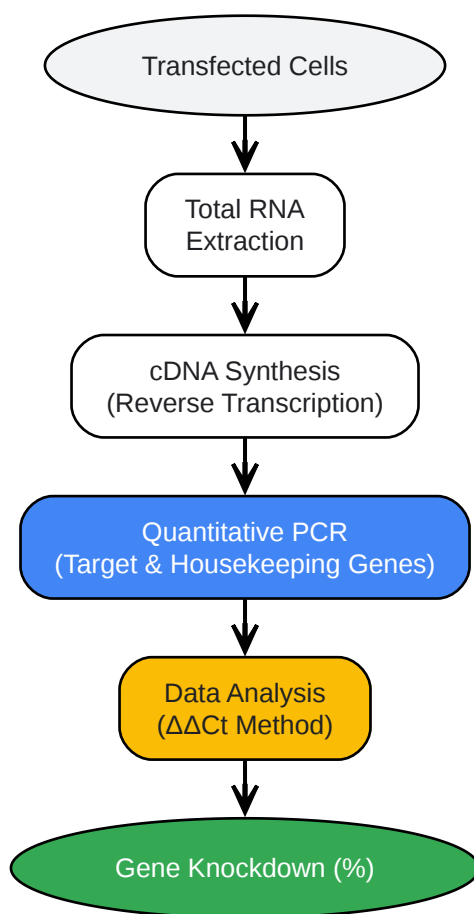 Transfected Cells
Total RNA
Extraction
cDNA Synthesis
(Reverse Transcription)
Quantitative PCR
(Target & Housekeeping Genes)
Data Analysis
(ΔΔCt Method)
Gene Knockdown (%)